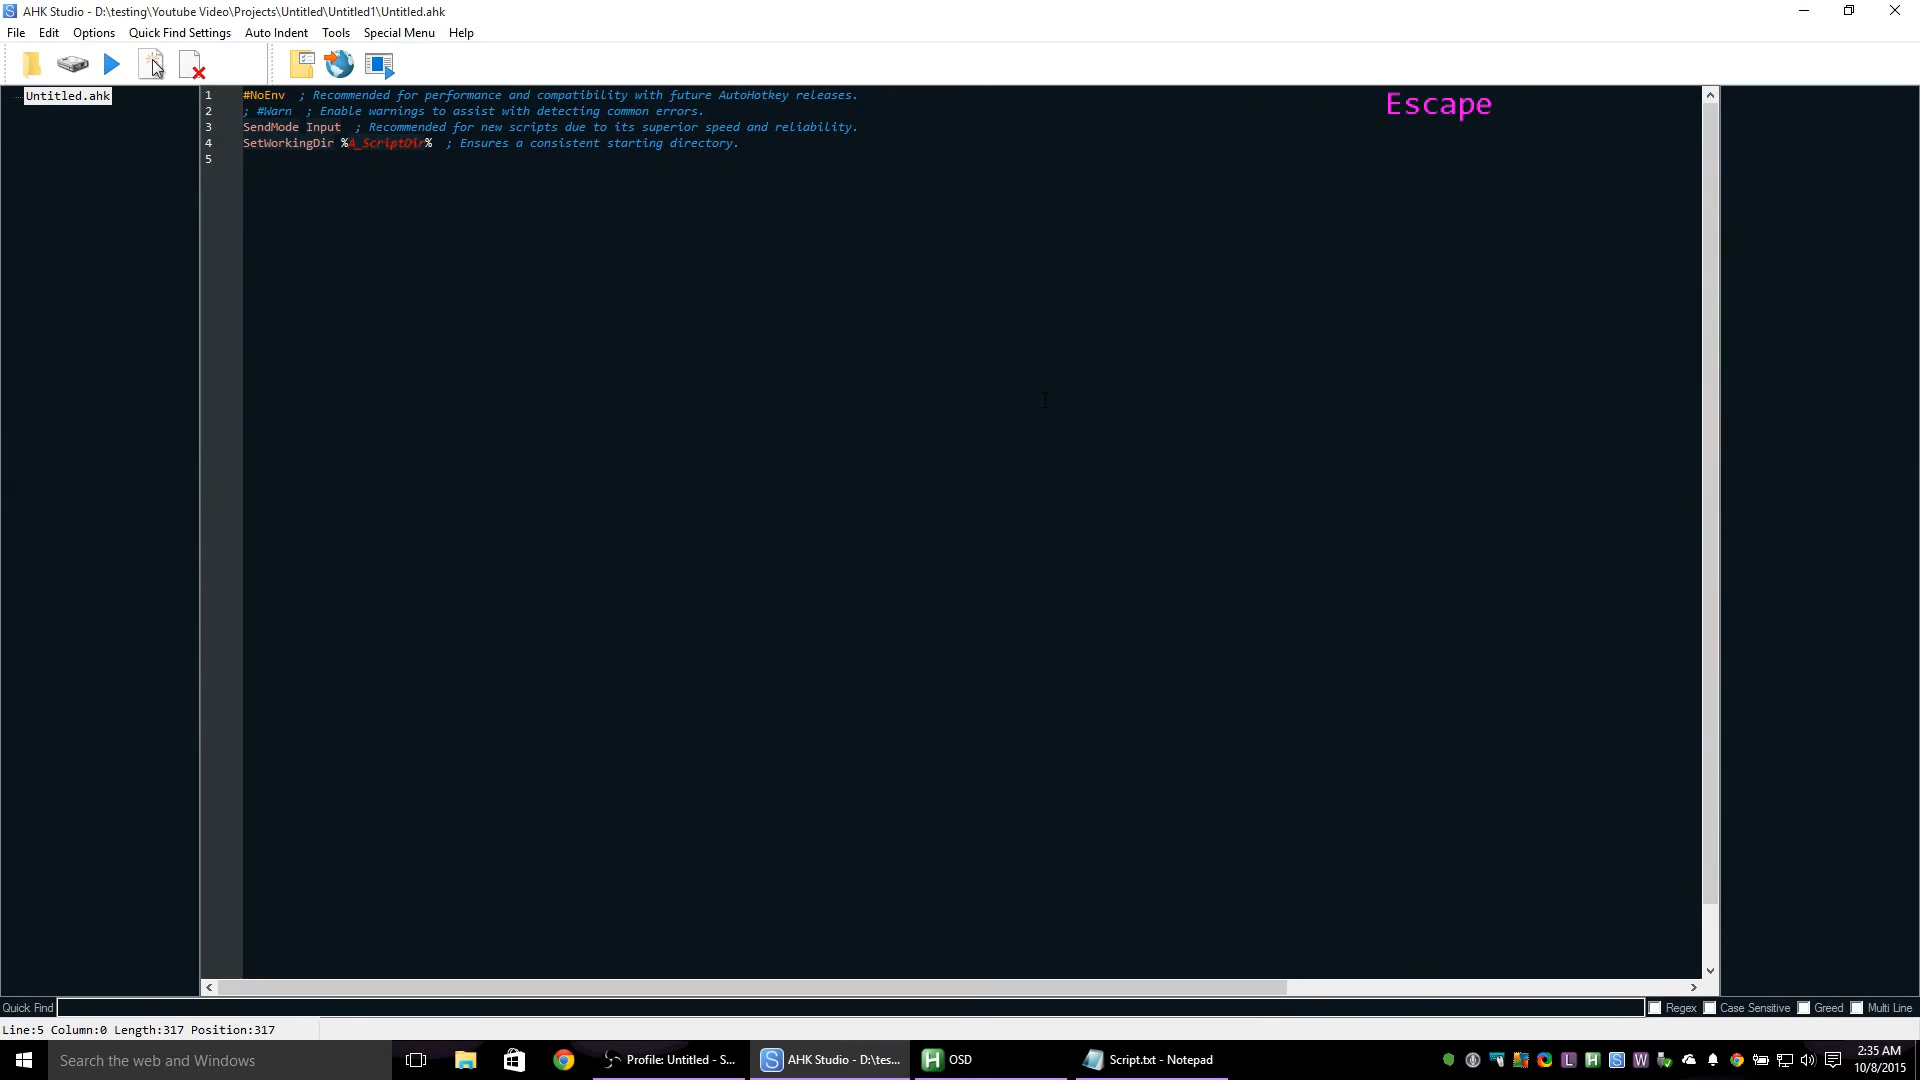 AHK Studio - D:\testing\Youtube Video\Projects\Untitled\Untitled1\Untitled.ahk
File Edit Options Quick Find Settings Auto Indent Tools Special Menu Help
Untitled.ahk
1 #NoEnv ; Recommended for performance and compatibility with future AutoHotkey releases.
2 ; #Warn ; Enable warnings to assist with detecting common errors.
3 SendMode Input ; Recommended for new scripts due to its superior speed and reliability.
4 SetWorkingDir %A_ScriptDir% ; Ensures a consistent starting directory.
5
Escape
Quick Find Regex Case Sensitive Greed Multi Line
Line:5 Column:0 Length:317 Position:317
Search the web and Windows
Profile: Untitled - S...
AHK Studio - D:\tes...
OSD
Script.txt - Notepad
2:35 AM
10/8/2015